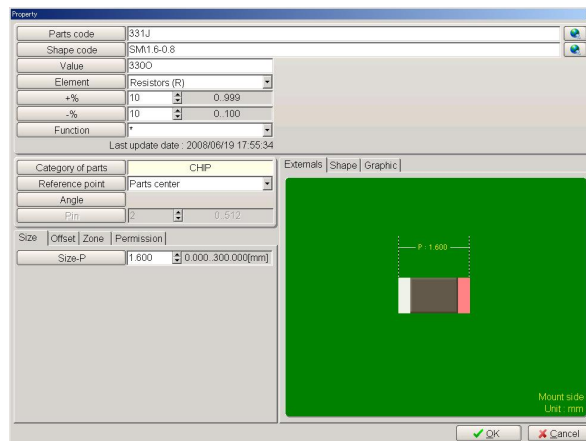 Property
Parts code 331J
Shape code SM\1.6-0.8
Value 330O
Element Resistors (R)
+% 10 0..999
-% 10 0..100
Function *
Last update date : 2008/06/19 17:55:34
Category of parts CHIP
Reference point Parts center
Angle
Pin 2 0..512
Size Offset Zone Permission
Size-P 1.600 0.000..300.000[mm]
Externals Shape Graphic
P : 1.600
Mount side
Unit : mm
OK Cancel